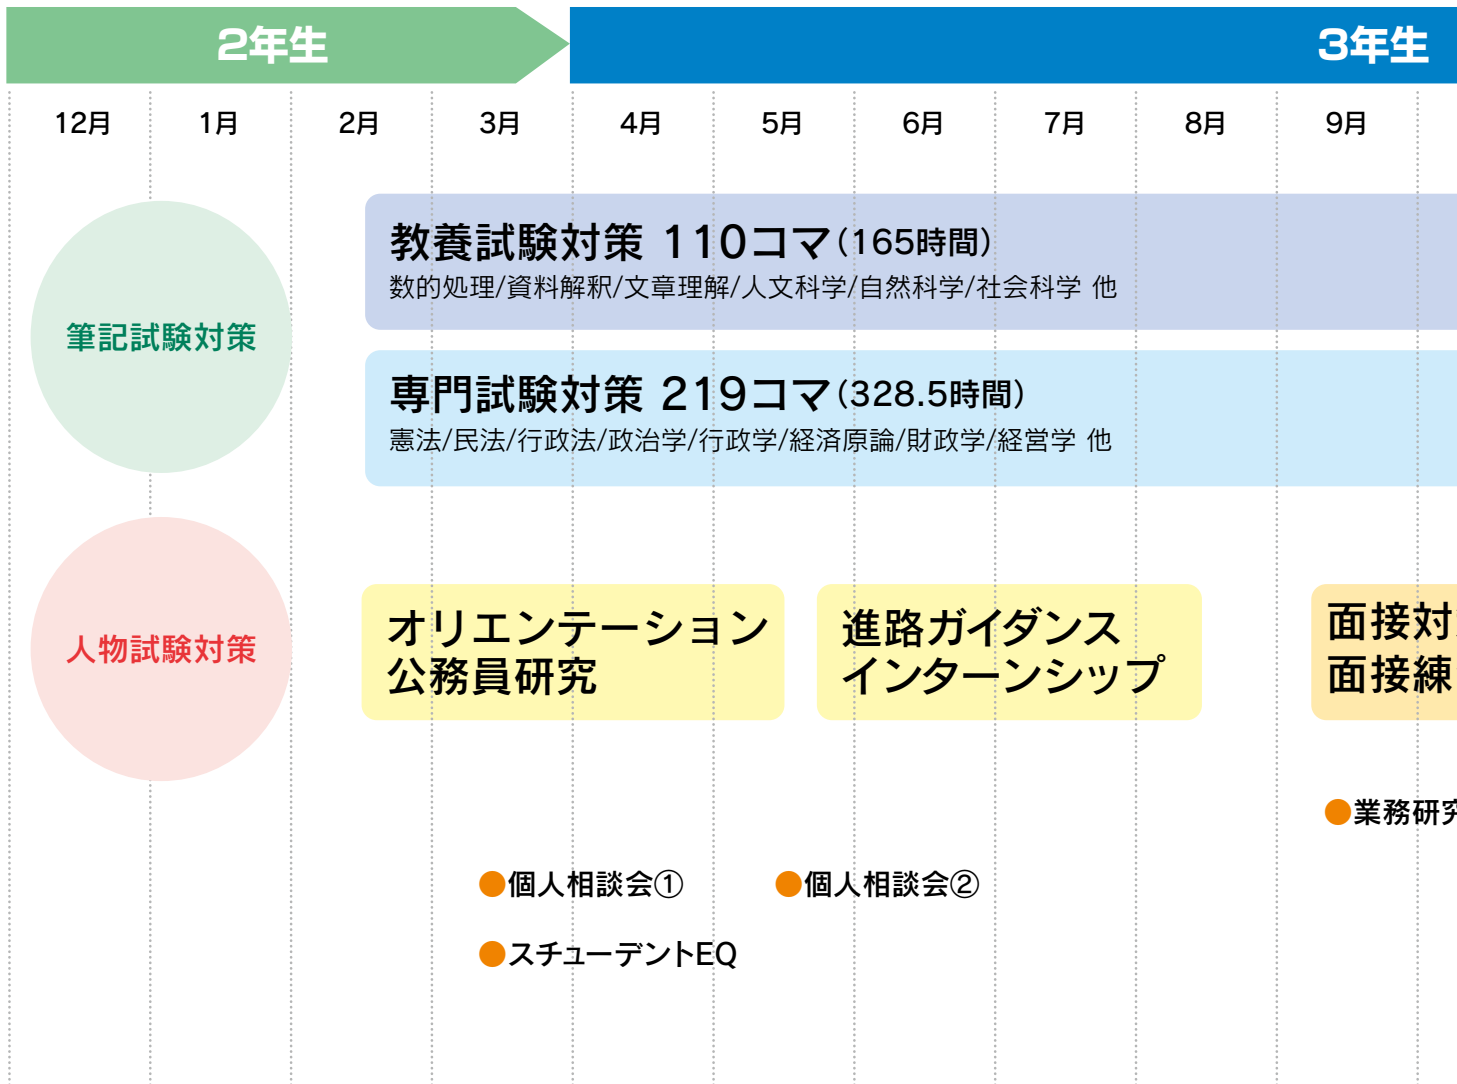 2年生
3年生
12月
1月
2月
3月
4月
5月
6月
7月
8月
9月
筆記試験対策
教養試験対策 110コマ(165時間)
数的処理/資料解釈/文章理解/人文科学/自然科学/社会科学 他
専門試験対策 219コマ(328.5時間)
憲法/民法/行政法/政治学/行政学/経済原論/財政学/経営学 他
人物試験対策
オリエンテーション
公務員研究
進路ガイダンス
インターンシップ
面接対
面接練
●業務研究
●個人相談会①
●個人相談会②
●スチューデントEQ